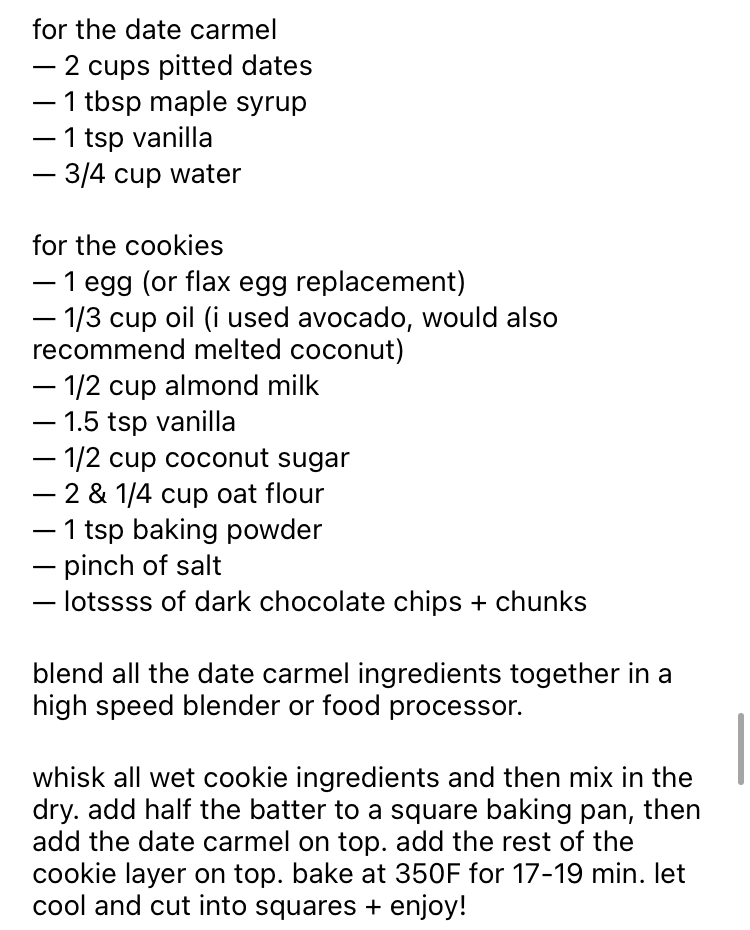 for the date carmel
— 2 cups pitted dates
— 1 tbsp maple syrup
— 1 tsp vanilla
— 3/4 cup water
for the cookies
— 1 egg (or flax egg replacement)
— 1/3 cup oil (i used avocado, would also
recommend melted coconut)
— 1/2 cup almond milk
— 1.5 tsp vanilla
— 1/2 cup coconut sugar
— 2 & 1/4 cup oat flour
— 1 tsp baking powder
— pinch of salt
— lotssss of dark chocolate chips + chunks
blend all the date carmel ingredients together in a
high speed blender or food processor.
whisk all wet cookie ingredients and then mix in the
dry. add half the batter to a square baking pan, then
add the date carmel on top. add the rest of the
cookie layer on top. bake at 350F for 17-19 min. let
cool and cut into squares + enjoy!